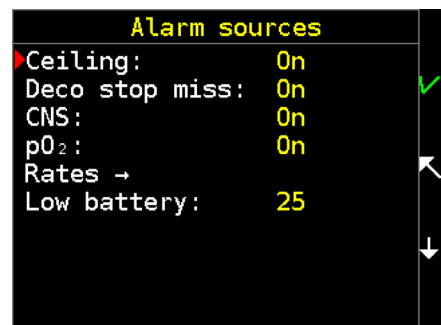 Alarm sources
Ceiling: On
Deco stop miss: On
CNS: On
pO₂: On
Rates →
Low battery: 25